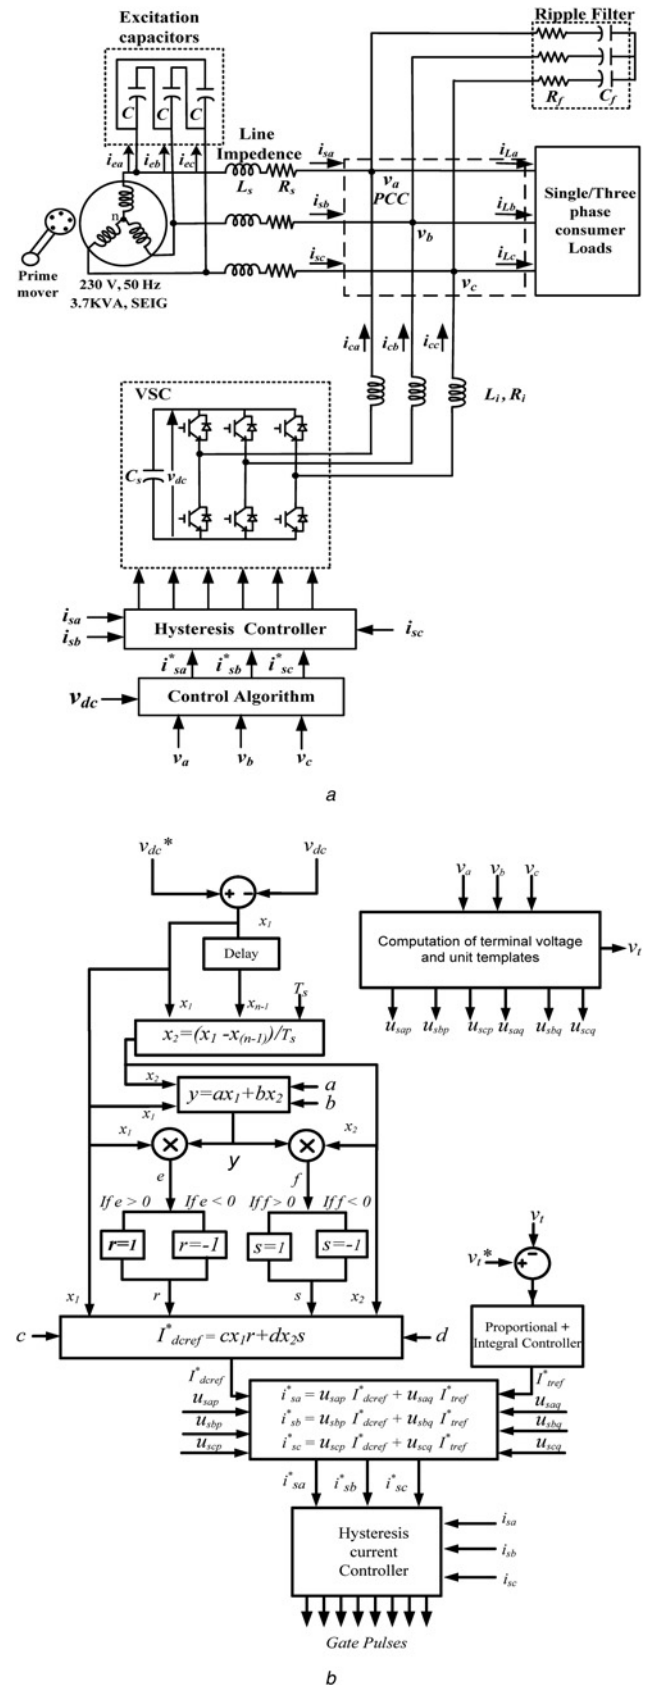 Excitation
capacitors
Ripple Filter
C C C
R_f C_f
i_ea i_eb i_ec
Line
Impedence
L_s R_s
i_sa
i_sb
i_sc
v_a
PCC
v_b
v_c
i_La
i_Lb
i_Lc
Single/Three
phase
consumer
Loads
n
Prime
mover
230 V, 50 Hz
3.7KVA, SEIG
i_ca i_cb i_cc
L_i , R_i
VSC
C_s v_dc
i_sa
i_sb
Hysteresis Controller
i_sc
i*_sa i*_sb i*_sc
v_dc
Control Algorithm
v_a v_b v_c
a
v_dc* v_dc
+ -
x_1
Delay
x_1 x_n-1 T_s
x_2=(x_1 -x_(n-1))/T_s
x_2
y=ax_1+bx_2
a
b
x_1
x_1 x_2
y
e f
If e > 0 If e < 0 If f > 0 If f < 0
r=1 r=-1 s=1 s=-1
x_1 r s x_2
c
I*_dcref = cx_1r+dx_2s
d
v_a v_b v_c
Computation of terminal voltage
and unit templates
v_t
u_sap u_sbp u_scp u_saq u_sbq u_scq
v_t
v_t* + -
Proportional +
Integral Controller
I*_dcref I*_tref
u_sap
u_sbp
u_scp
i*_sa = u_sap I*_dcref + u_saq I*_tref
i*_sb = u_sbp I*_dcref + u_sbq I*_tref
i*_sc = u_scp I*_dcref + u_scq I*_tref
u_saq
u_sbq
u_scq
i*_sa i*_sb i*_sc
Hysteresis
current
Controller
i_sa
i_sb
i_sc
Gate Pulses
b